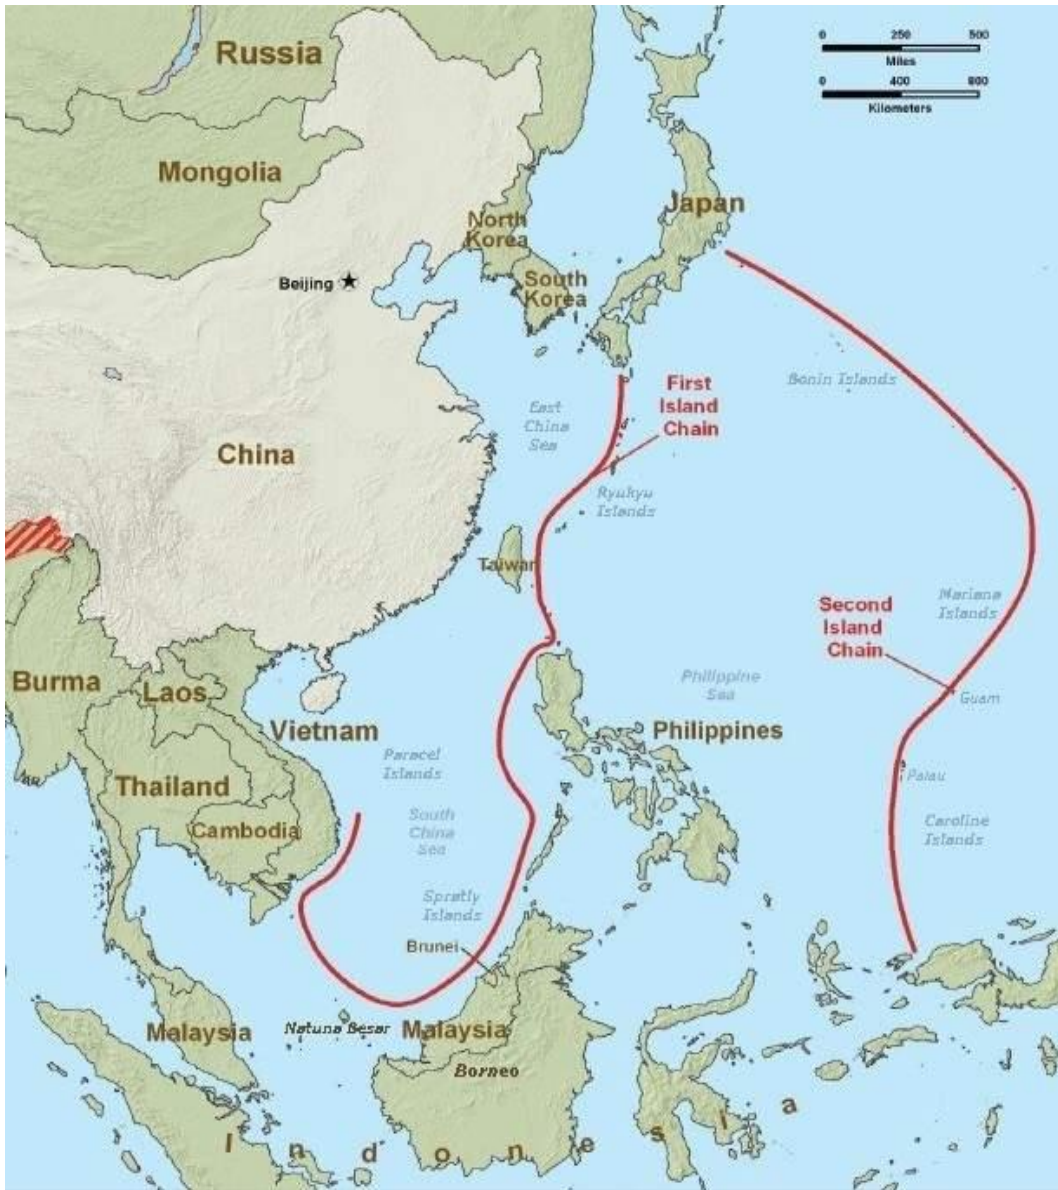 Russia
0 250 500
Miles
0 400 800
Kilometers
Mongolia
Japan
North
Korea
Beijing
South
Korea
Bonin Islands
First
Island
Chain
East
China
Sea
China
Ryukyu
Islands
Taiwan
Mariana
Islands
Second
Island
Chain
Burma
Laos
Philippine
Sea
Guam
Vietnam
Philippines
Paracel
Islands
Thailand
Palau
South
China
Sea
Cambodia
Caroline
Islands
Spratly
Islands
Brunei
Malaysia
Natuna Besar
Malaysia
Borneo
Indonesia